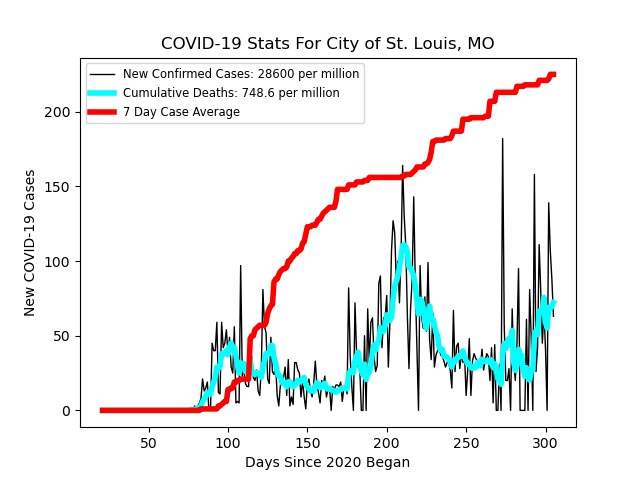 COVID-19 Stats For City of St. Louis, MO
New Confirmed Cases: 28600 per million
Cumulative Deaths: 748.6 per million
7 Day Case Average
New COVID-19 Cases
200
150
100
50
0
50 100 150 200 250 300
Days Since 2020 Began